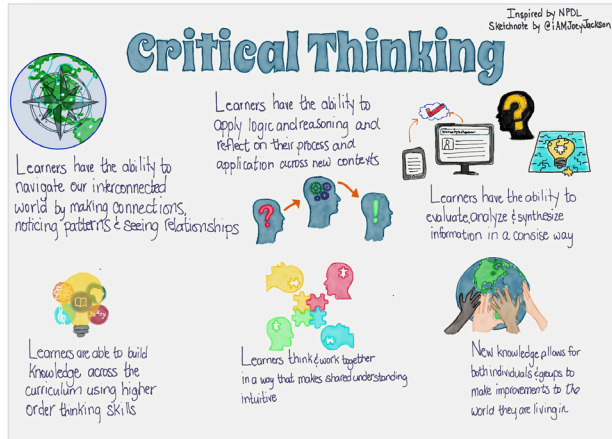 Inspired by NPDL
Sketchnote by @iAMJoeyJackson
Critical Thinking
Learners have the ability to
navigate our interconnected
world by making connections,
noticing patterns & seeing relationships
Learners have the ability to
apply logic and reasoning and
reflect on their process and
application across new contexts
Learners have the ability to
evaluate, analyze & synthesize
information in a consise way
Learners are able to build
knowledge across the
curriculum using higher
order thinking skills
Learners think & work together
in a way that makes shared understanding
intuitive
New knowledge allows for
both individuals & groups to
make improvements to the
world they are living in.